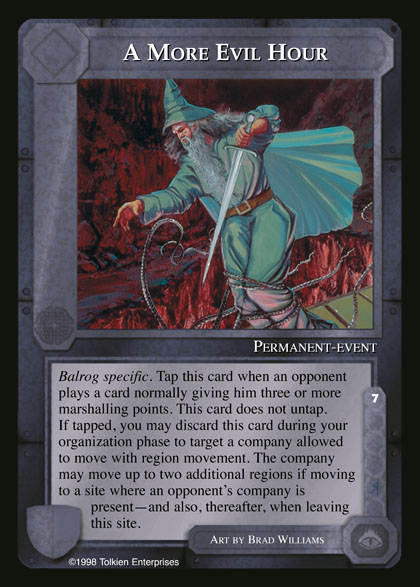 A More Evil Hour
Permanent-event
Balrog specific. Tap this card when an opponent
plays a card normally giving him three or more
marshalling points. This card does not untap.
If tapped, you may discard this card during your
organization phase to target a company allowed
to move with region movement. The company
may move up to two additional regions if moving
to a site where an opponent's company is
present—and also, thereafter, when leaving
this site.
7
Art by Brad Williams
©1998 Tolkien Enterprises